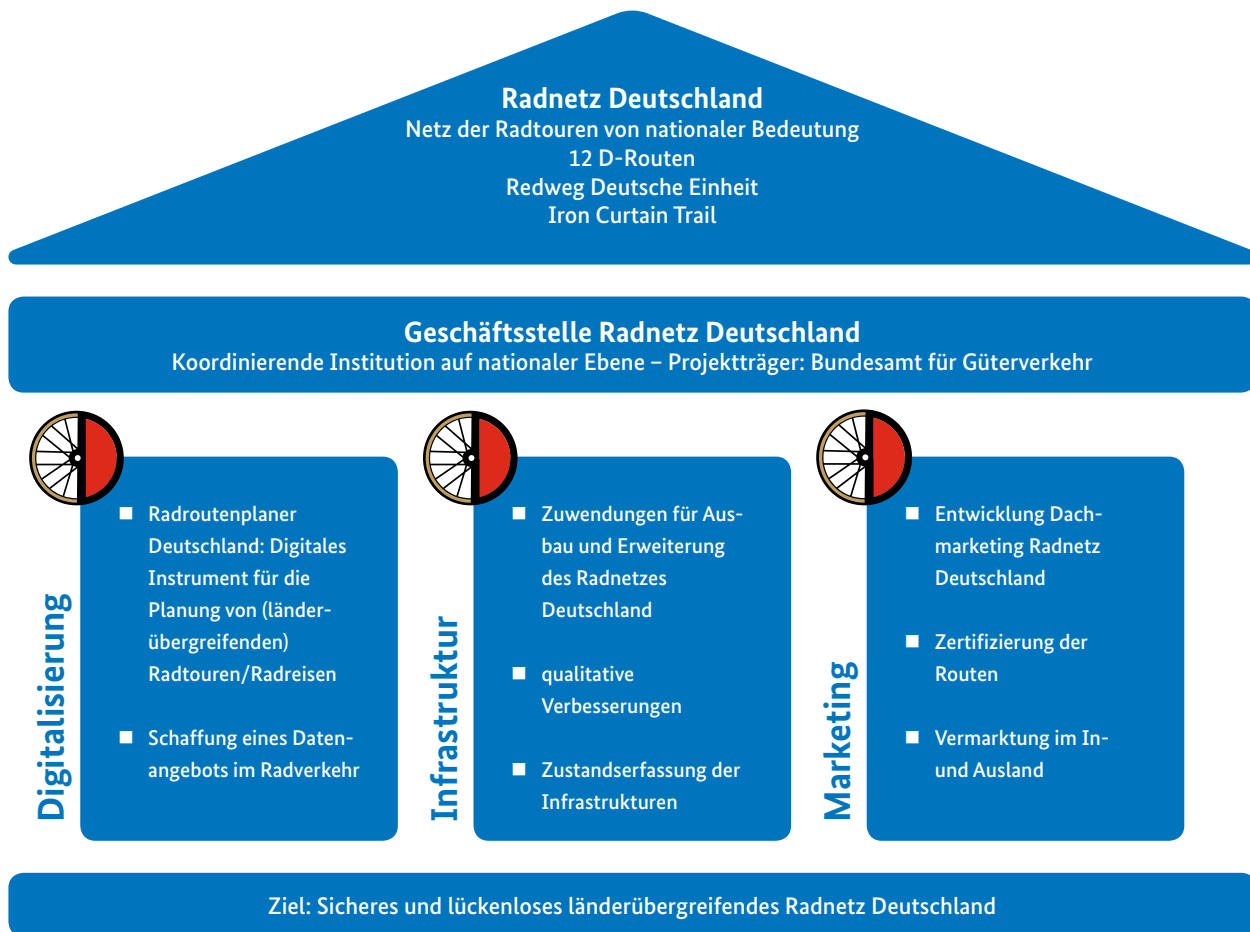 Radnetz Deutschland
Netz der Radtouren von nationaler Bedeutung
12 D-Routen
Redweg Deutsche Einheit
Iron Curtain Trail
Geschäftsstelle Radnetz Deutschland
Koordinierende Institution auf nationaler Ebene – Projektträger: Bundesamt für Güterverkehr
Digitalisierung
■ Radroutenplaner
Deutschland: Digitales
Instrument für die
Planung von (länder-
übergreifenden)
Radtouren/Radreisen
■ Schaffung eines Daten-
angebots im Radverkehr
Infrastruktur
■ Zuwendungen für Aus-
bau und Erweiterung
des Radnetzes
Deutschland
■ qualitative
Verbesserungen
■ Zustandserfassung der
Infrastrukturen
Marketing
■ Entwicklung Dach-
marketing Radnetz
Deutschland
■ Zertifizierung der
Routen
■ Vermarktung im In-
und Ausland
Ziel: Sicheres und lückenloses länderübergreifendes Radnetz Deutschland